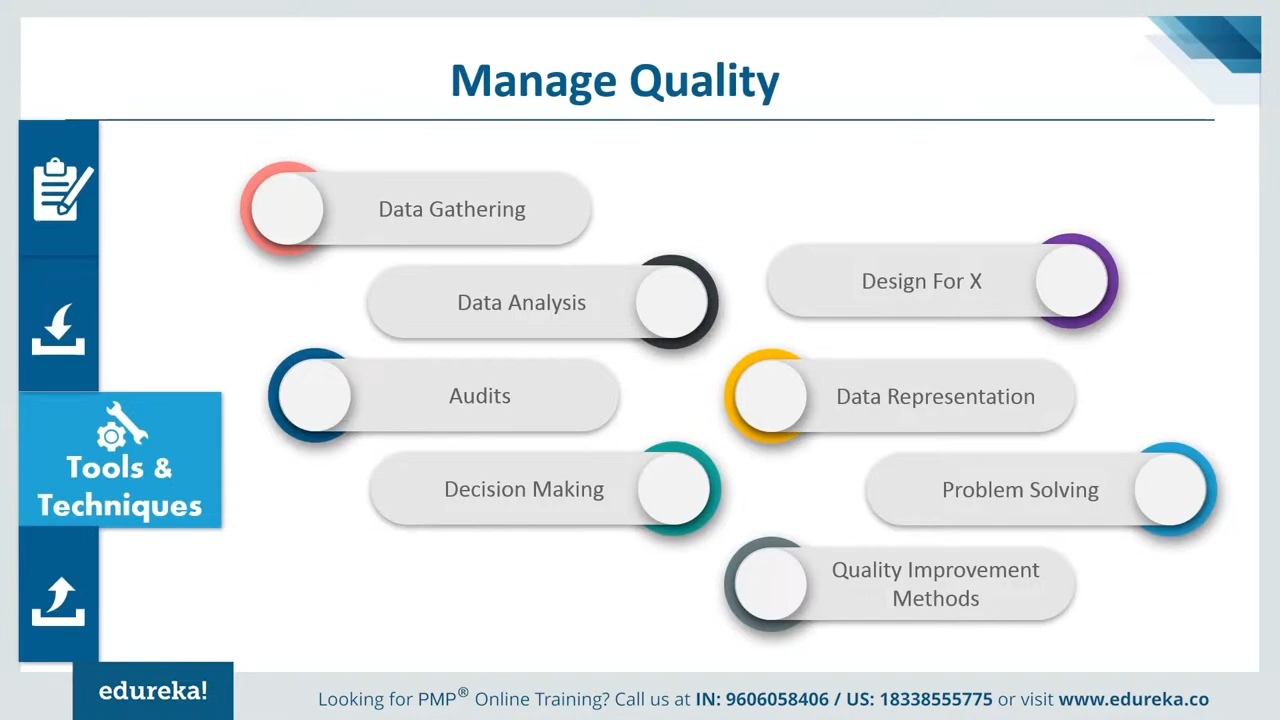 Manage Quality
Data Gathering
Data Analysis
Audits
Decision Making
Design For X
Data Representation
Problem Solving
Quality Improvement
Methods
Tools &
Techniques
edureka!
Looking for PMP® Online Training? Call us at IN: 9606058406 / US: 18338555775 or visit www.edureka.co